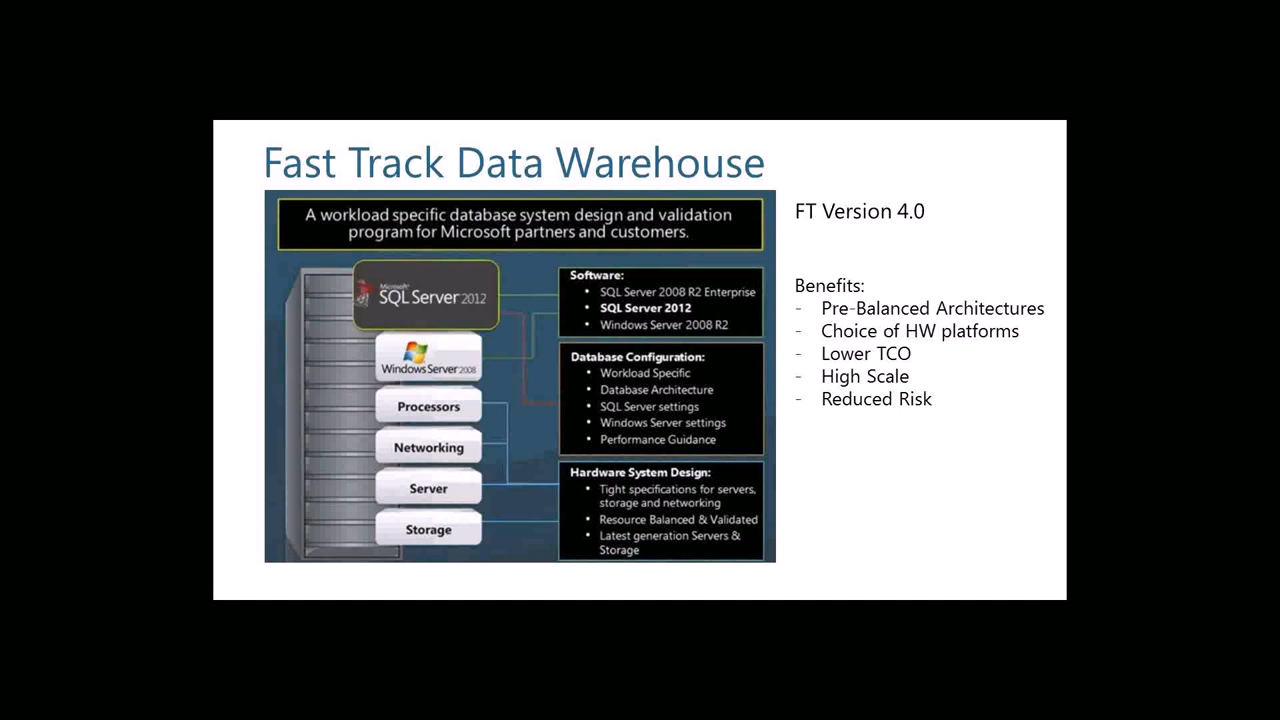 Fast Track Data Warehouse
A workload specific database system design and validation
program for Microsoft partners and customers.
Microsoft®
SQL Server 2012
Windows Server 2008
Processors
Networking
Server
Storage
Software:
• SQL Server 2008 R2 Enterprise
• SQL Server 2012
• Windows Server 2008 R2
Database Configuration:
• Workload Specific
• Database Architecture
• SQL Server settings
• Windows Server settings
• Performance Guidance
Hardware System Design:
• Tight specifications for servers,
storage and networking
• Resource Balanced & Validated
• Latest generation Servers &
Storage
FT Version 4.0
Benefits:
- Pre-Balanced Architectures
- Choice of HW platforms
- Lower TCO
- High Scale
- Reduced Risk